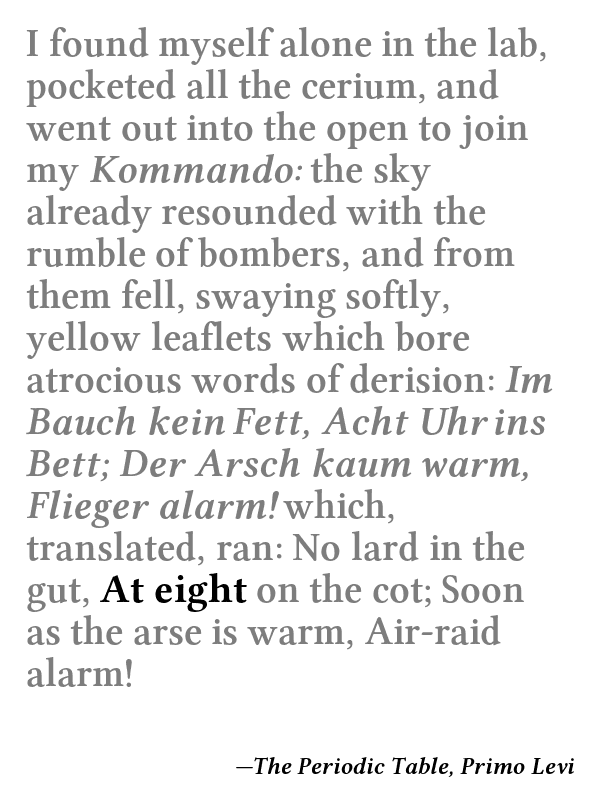 I found myself alone in the lab,
pocketed all the cerium, and
went out into the open to join
my Kommando: the sky
already resounded with the
rumble of bombers, and from
them fell, swaying softly,
yellow leaflets which bore
atrocious words of derision: Im
Bauch kein Fett, Acht Uhr ins
Bett; Der Arsch kaum warm,
Flieger alarm! which,
translated, ran: No lard in the
gut, At eight on the cot; Soon
as the arse is warm, Air-raid
alarm!
—The Periodic Table, Primo Levi